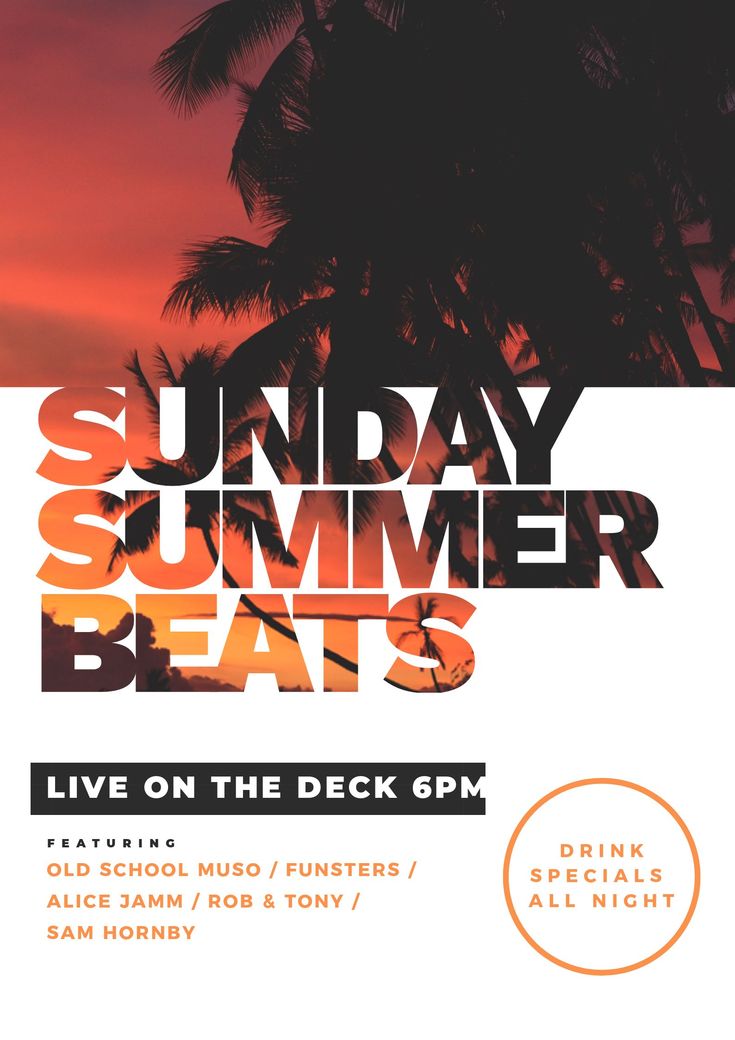 SUNDAY
SUMMER
BEATS
LIVE ON THE DECK 6PM
FEATURING
OLD SCHOOL MUSO / FUNSTERS /
ALICE JAMM / ROB & TONY /
SAM HORNBY
DRINK
SPECIALS
ALL NIGHT